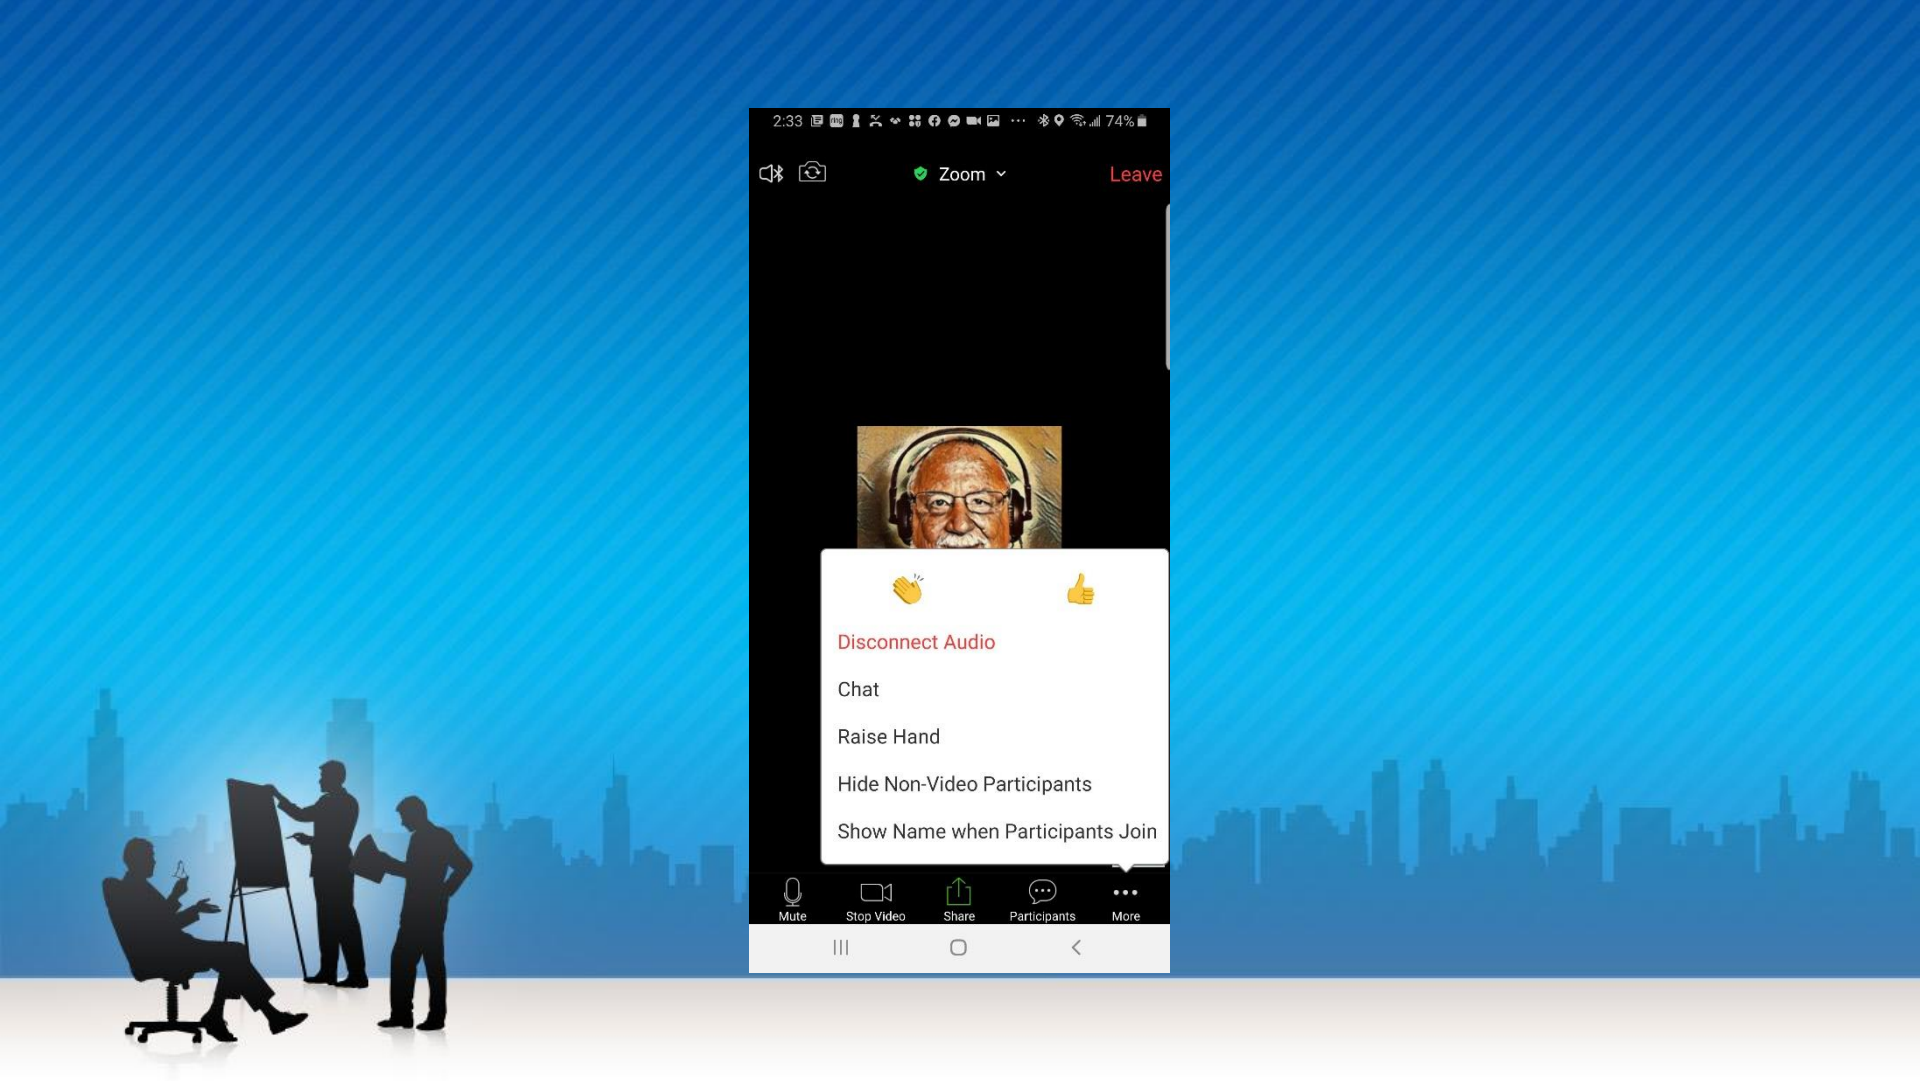 2:33 ring 74%
Zoom Leave
Disconnect Audio
Chat
Raise Hand
Hide Non-Video Participants
Show Name when Participants Join
Mute Stop Video Share Participants More